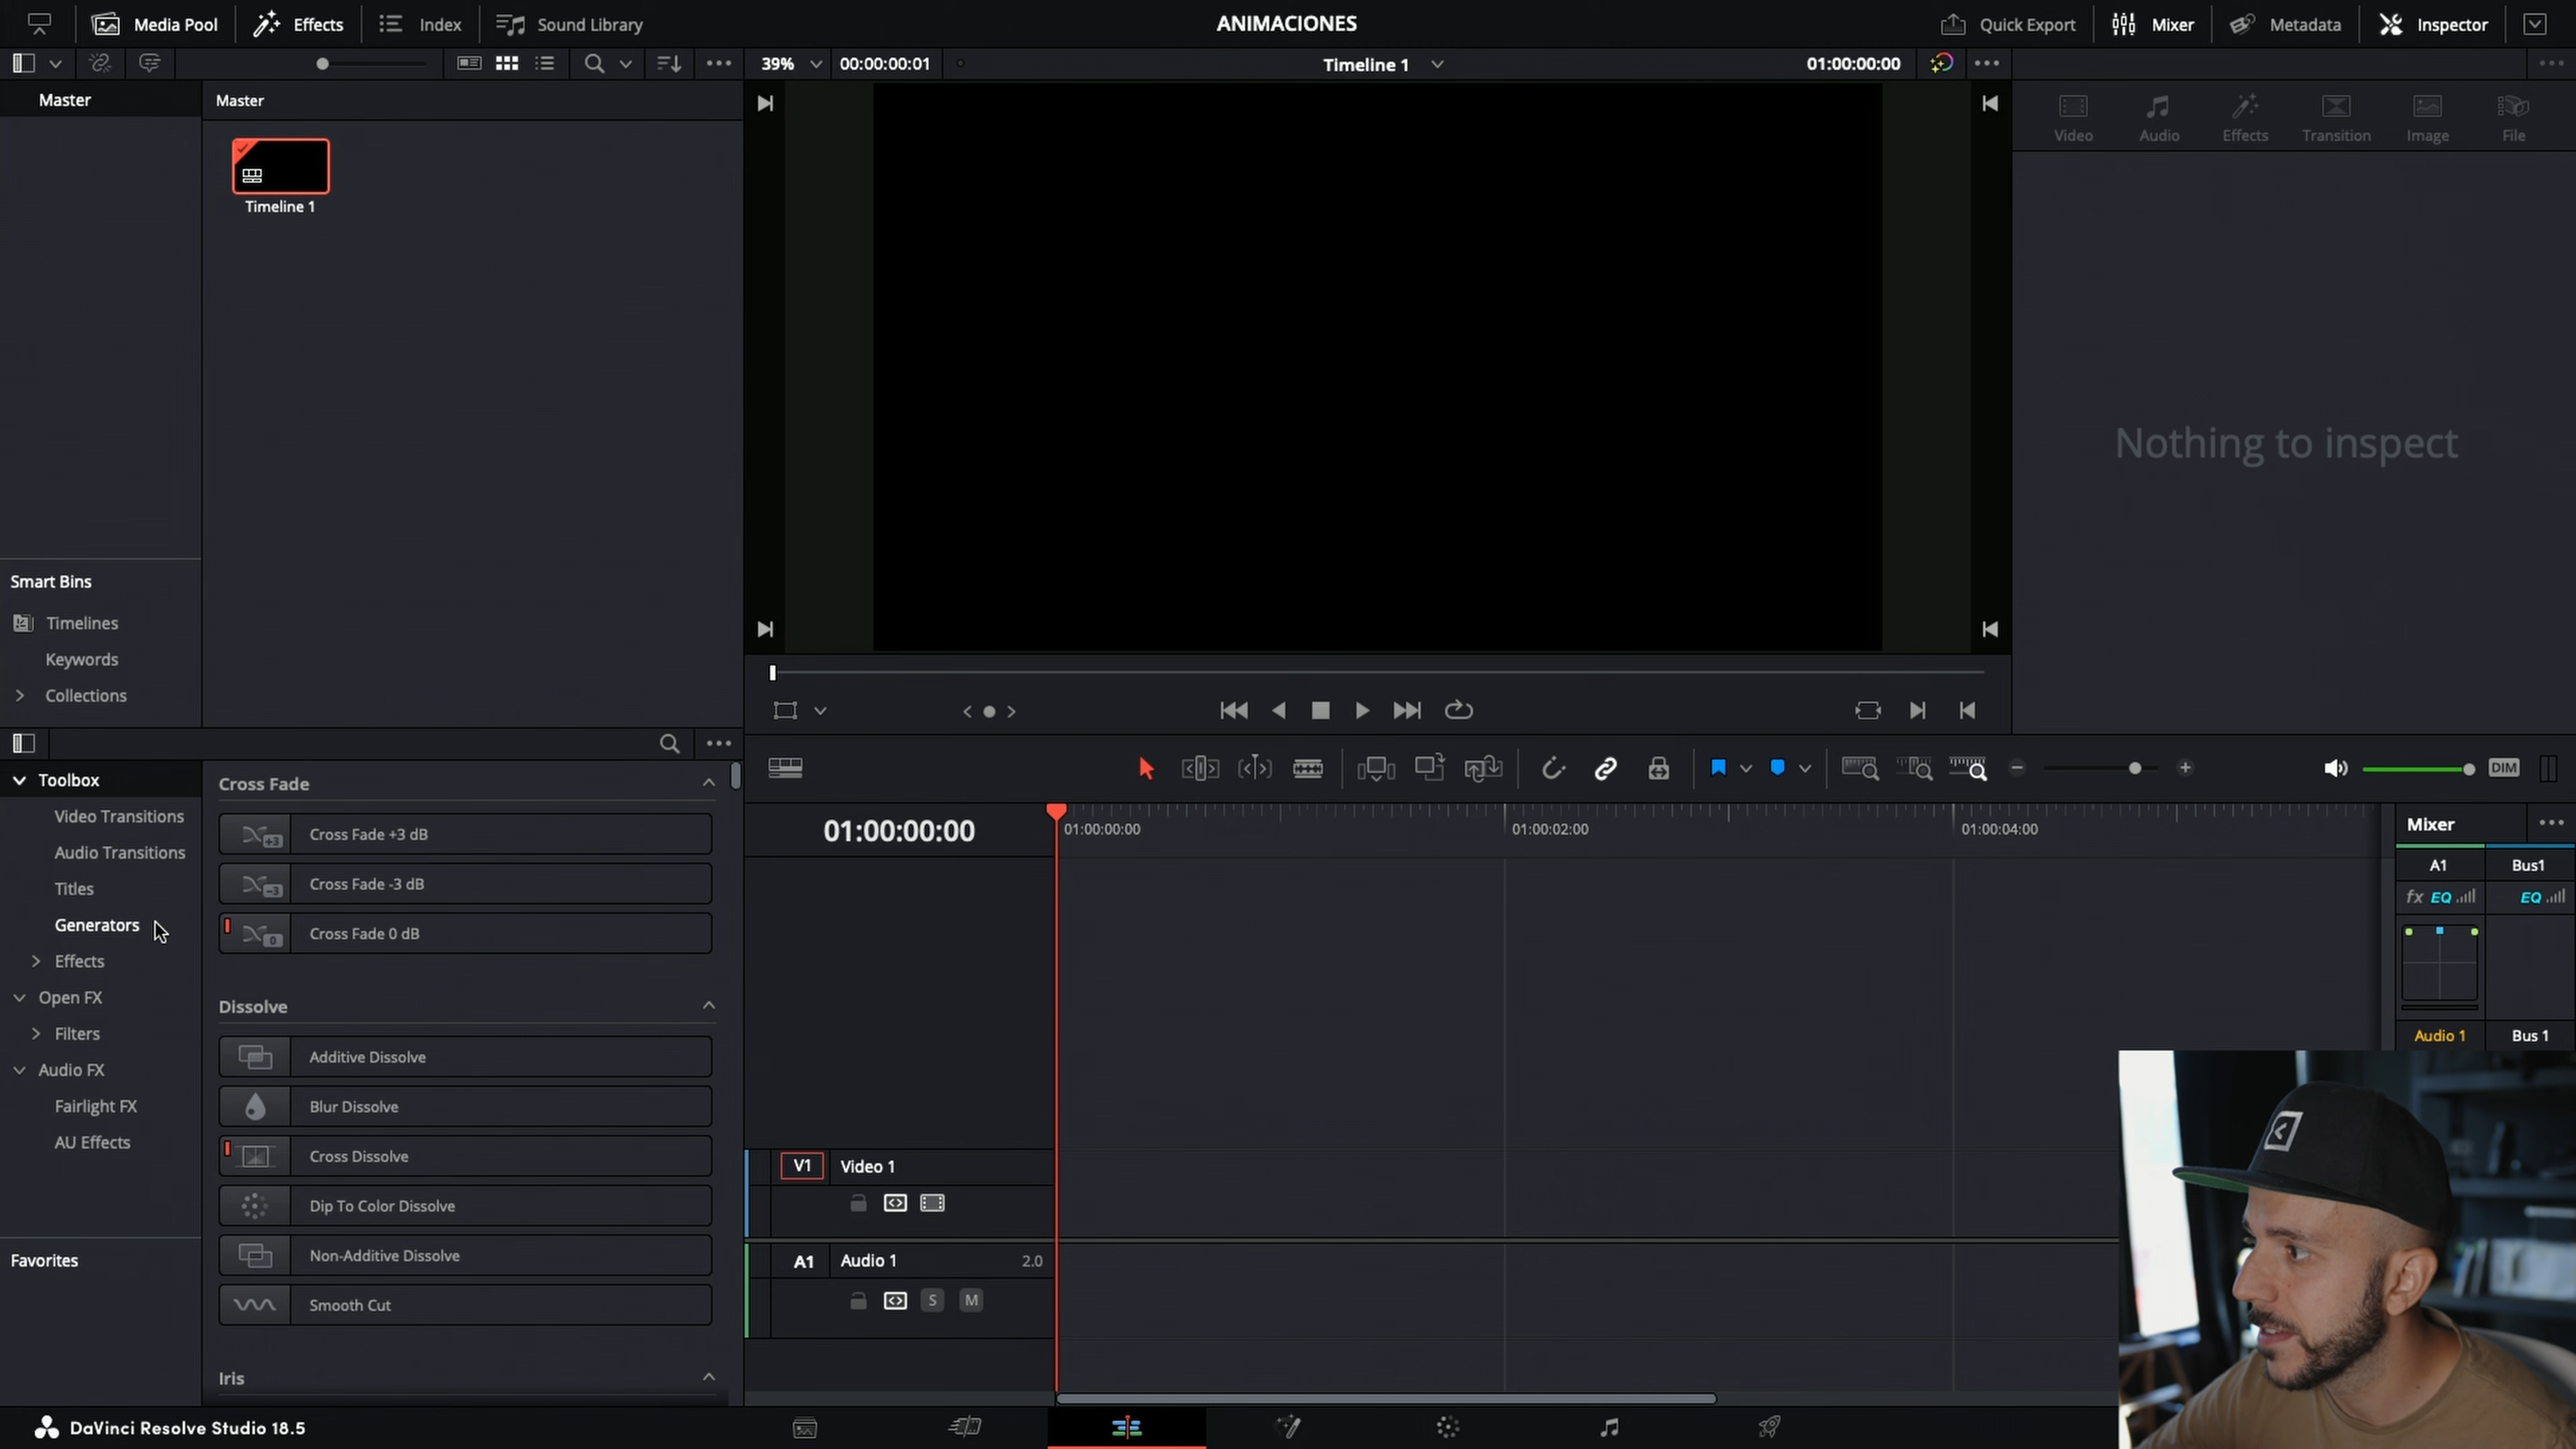 Media Pool
Effects
Index
Sound Library
ANIMACIONES
Quick Export
Mixer
Metadata
Inspector
39%
00:00:00:01
Timeline 1
01:00:00:00
Master
Master
Timeline 1
Video
Audio
Effects
Transition
Image
File
Nothing to inspect
Smart Bins
Timelines
Keywords
Collections
Toolbox
Video Transitions
Audio Transitions
Titles
Generators
Effects
Open FX
Filters
Audio FX
Fairlight FX
AU Effects
Favorites
Cross Fade
+3 Cross Fade +3 dB
-3 Cross Fade -3 dB
0 Cross Fade 0 dB
Dissolve
Additive Dissolve
Blur Dissolve
Cross Dissolve
Dip To Color Dissolve
Non-Additive Dissolve
Smooth Cut
Iris
DIM
01:00:00:00
01:00:00:00
01:00:02:00
01:00:04:00
V1 Video 1
A1 Audio 1 2.0
S M
Mixer
A1
Bus1
fx EQ
EQ
Audio 1
Bus 1
DaVinci Resolve Studio 18.5